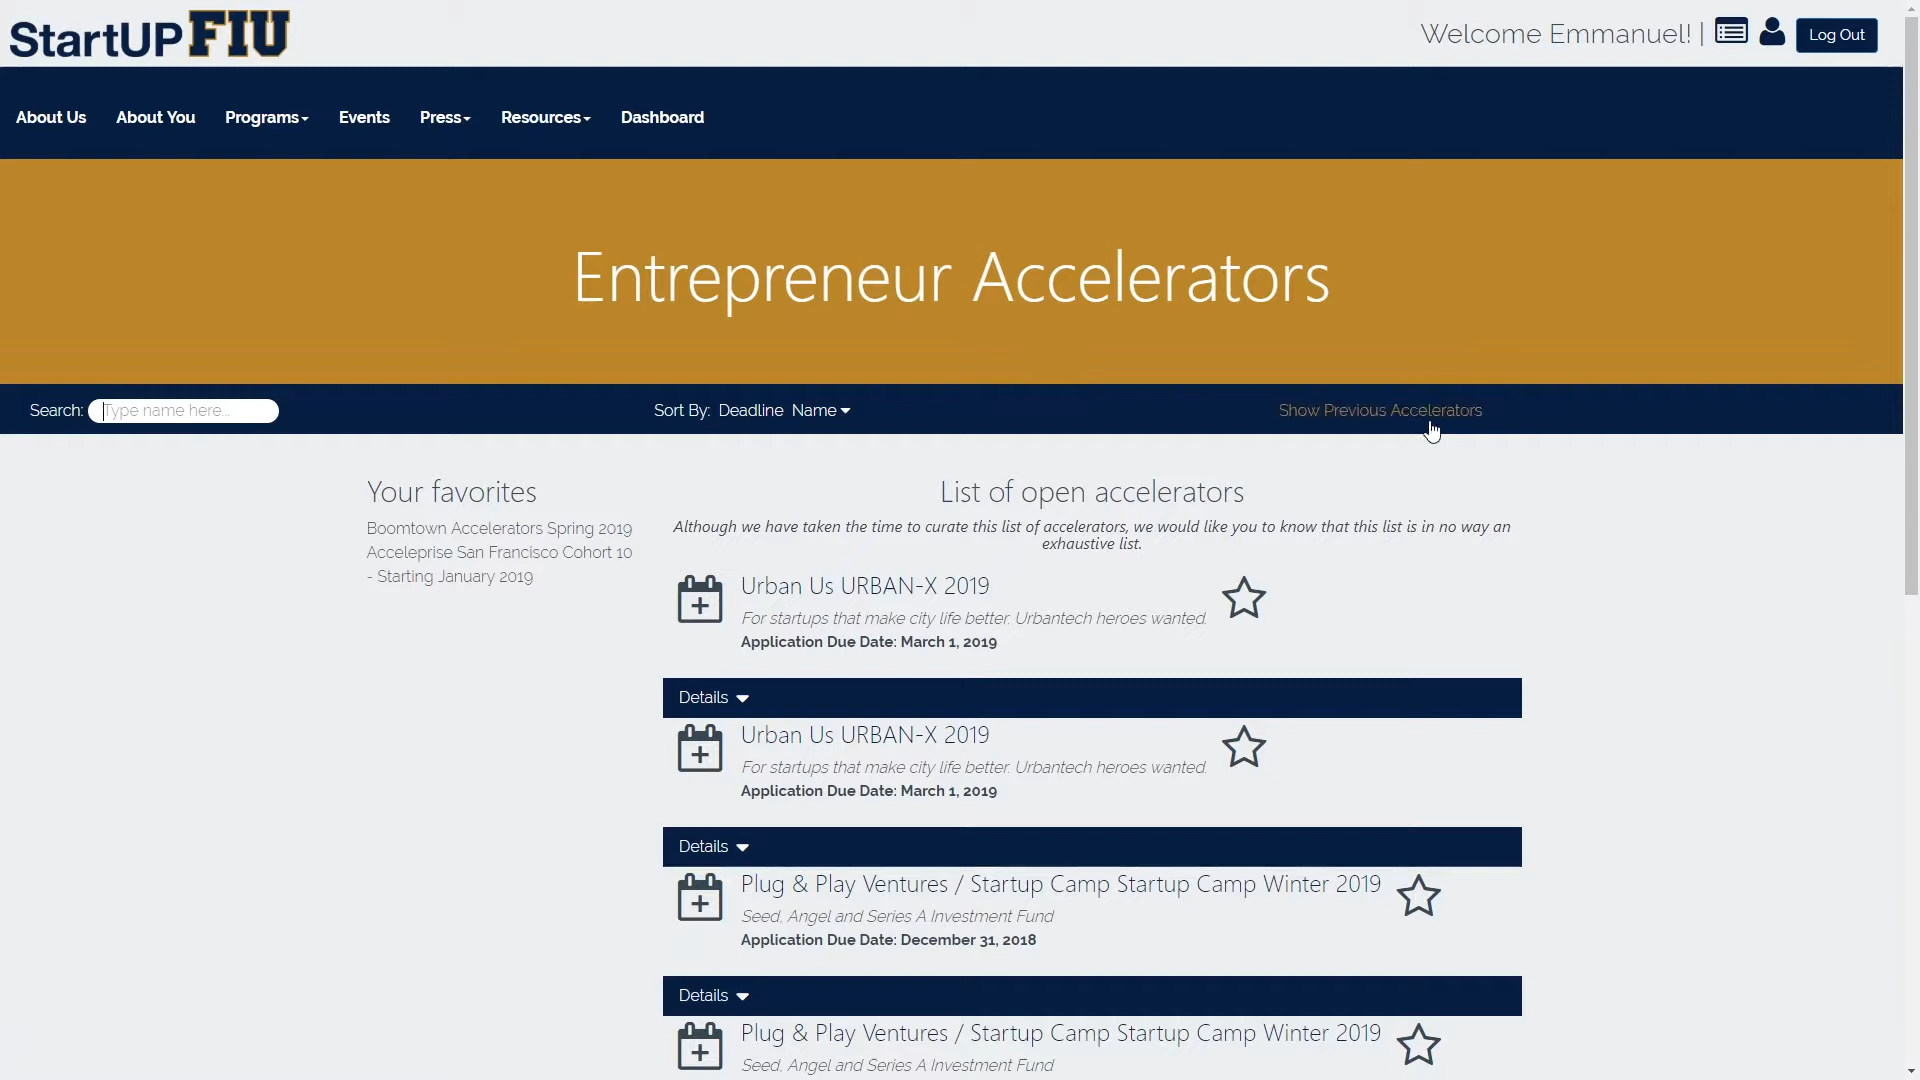 StartUP FIU
Welcome Emmanuel! |
Log Out
About Us
About You
Programs
Events
Press
Resources
Dashboard
Entrepreneur Accelerators
Search:
Type name here...
Sort By: Deadline Name
Show Previous Accelerators
Your favorites
Boomtown Accelerators Spring 2019
Acceleprise San Francisco Cohort 10
- Starting January 2019
List of open accelerators
Although we have taken the time to curate this list of accelerators, we would like you to know that this list is in no way an
exhaustive list.
Urban Us URBAN-X 2019
For startups that make city life better. Urbantech heroes wanted.
Application Due Date: March 1, 2019
Details
Urban Us URBAN-X 2019
For startups that make city life better. Urbantech heroes wanted.
Application Due Date: March 1, 2019
Details
Plug & Play Ventures / Startup Camp Startup Camp Winter 2019
Seed, Angel and Series A Investment Fund
Application Due Date: December 31, 2018
Details
Plug & Play Ventures / Startup Camp Startup Camp Winter 2019
Seed, Angel and Series A Investment Fund